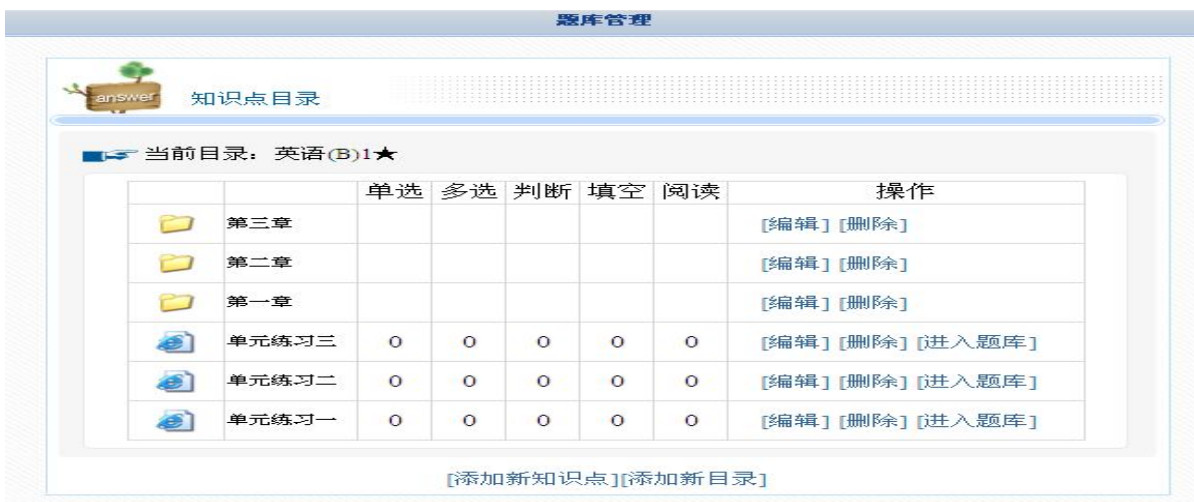 题库管理
answer
知识点目录
当前目录：英语(B)1★
单选 多选 判断 填空 阅读 操作
第三章 [编辑] [删除]
第二章 [编辑] [删除]
第一章 [编辑] [删除]
单元练习三 0 0 0 0 0 [编辑] [删除] [进入题库]
单元练习二 0 0 0 0 0 [编辑] [删除] [进入题库]
单元练习一 0 0 0 0 0 [编辑] [删除] [进入题库]
[添加新知识点][添加新目录]